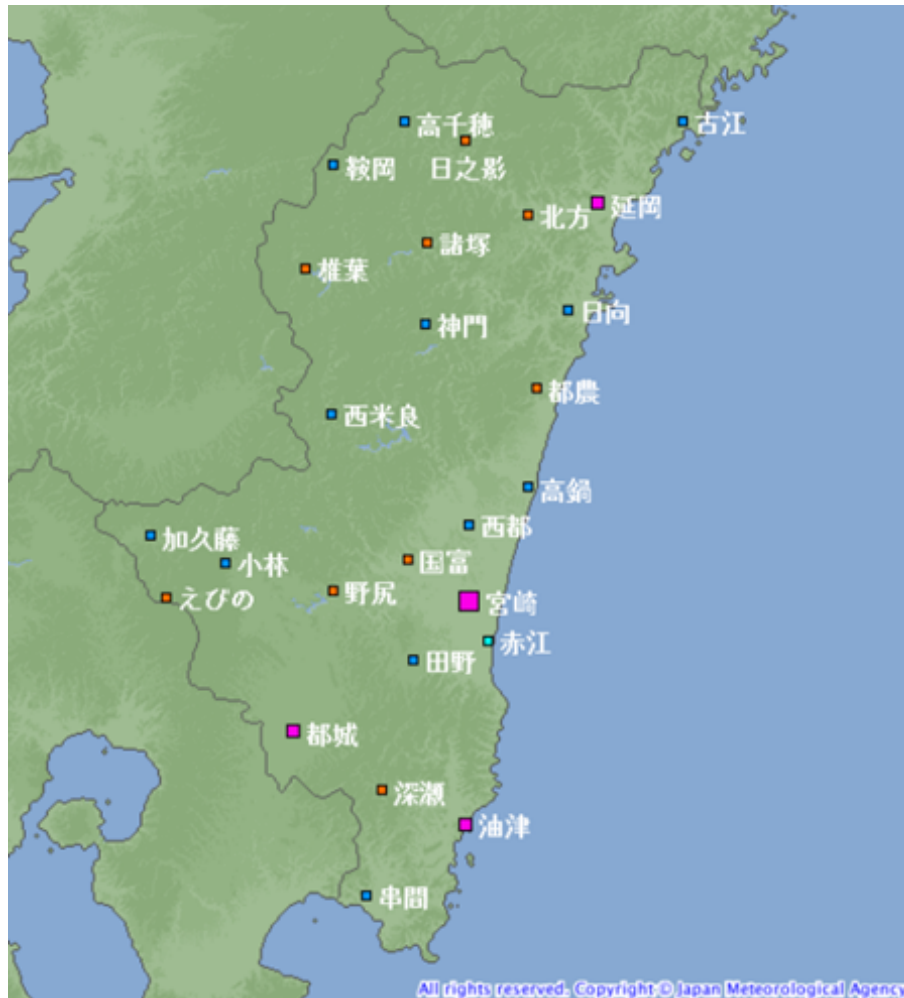 高千穂
古江
日之影
鞍岡
延岡
北方
諸塚
椎葉
日向
神門
都農
西米良
高鍋
西都
加久藤
国富
小林
野尻
えびの
宮崎
赤江
田野
都城
深瀬
油津
串間
All rights reserved. Copyright © Japan Meteorological Agency